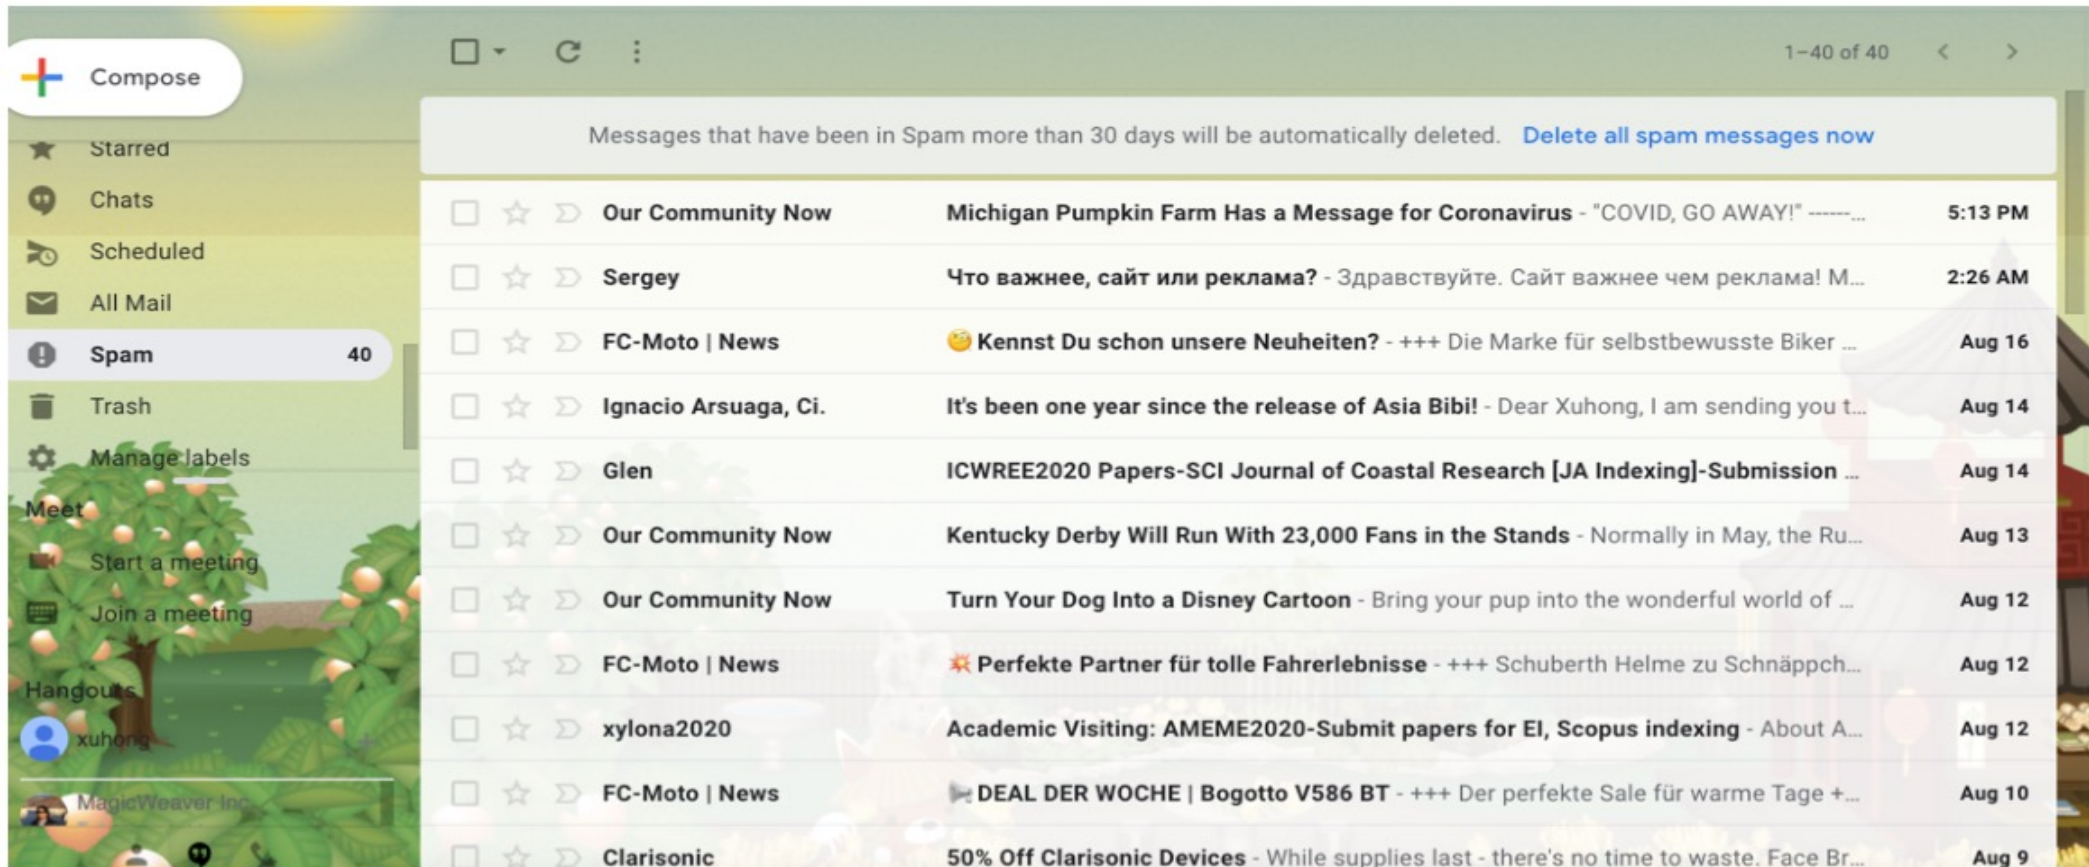 Compose
1–40 of 40
Starred
Chats
Scheduled
All Mail
Spam 40
Trash
Manage labels
Meet
Start a meeting
Join a meeting
Hangouts
xuhong
MagicWeaver Inc
Messages that have been in Spam more than 30 days will be automatically deleted. Delete all spam messages now
Our Community Now Michigan Pumpkin Farm Has a Message for Coronavirus - "COVID, GO AWAY!" ------... 5:13 PM
Sergey Что важнее, сайт или реклама? - Здравствуйте. Сайт важнее чем реклама! М... 2:26 AM
FC-Moto | News 🧐 Kennst Du schon unsere Neuheiten? - +++ Die Marke für selbstbewusste Biker ... Aug 16
Ignacio Arsuaga, Ci. It's been one year since the release of Asia Bibi! - Dear Xuhong, I am sending you t... Aug 14
Glen ICWREE2020 Papers-SCI Journal of Coastal Research [JA Indexing]-Submission ... Aug 14
Our Community Now Kentucky Derby Will Run With 23,000 Fans in the Stands - Normally in May, the Ru... Aug 13
Our Community Now Turn Your Dog Into a Disney Cartoon - Bring your pup into the wonderful world of ... Aug 12
FC-Moto | News 💥 Perfekte Partner für tolle Fahrerlebnisse - +++ Schuberth Helme zu Schnäppch... Aug 12
xylona2020 Academic Visiting: AMEME2020-Submit papers for EI, Scopus indexing - About A... Aug 12
FC-Moto | News DEAL DER WOCHE | Bogotto V586 BT - +++ Der perfekte Sale für warme Tage +... Aug 10
Clarisonic 50% Off Clarisonic Devices - While supplies last - there's no time to waste. Face Br... Aug 9